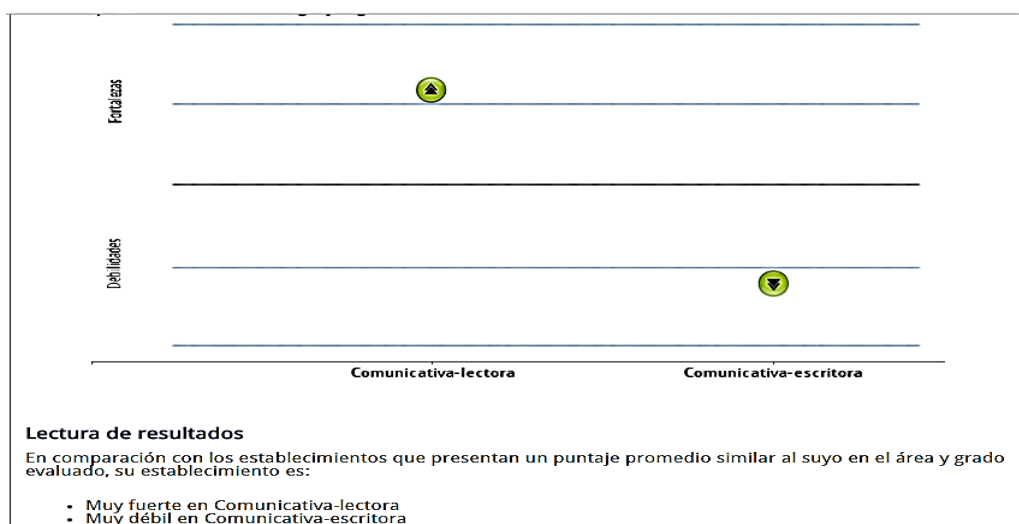 Fortalezas
Debilidades
Comunicativa-lectora
Comunicativa-escritora
Lectura de resultados
En comparación con los establecimientos que presentan un puntaje promedio similar al suyo en el área y grado
evaluado, su establecimiento es:
• Muy fuerte en Comunicativa-lectora
• Muy débil en Comunicativa-escritora